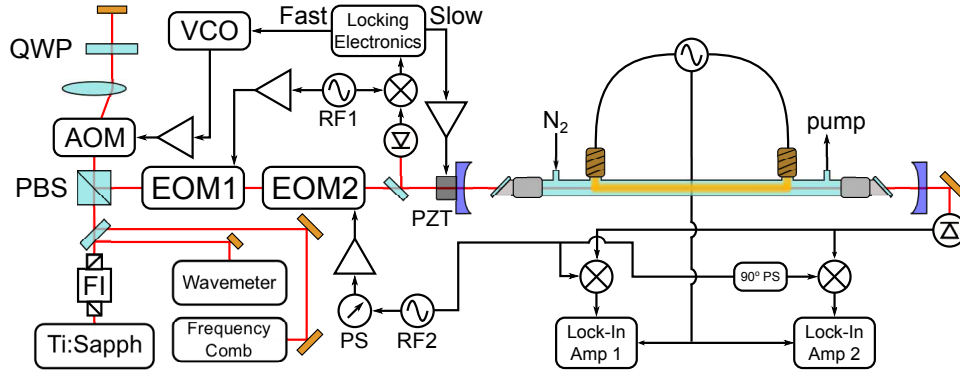 QWP
VCO
Fast
Locking
Electronics
Slow
AOM
RF1
N2
pump
PBS
EOM1
EOM2
PZT
FI
Wavemeter
90º PS
Ti:Sapph
Frequency
Comb
PS
RF2
Lock-In
Amp 1
Lock-In
Amp 2